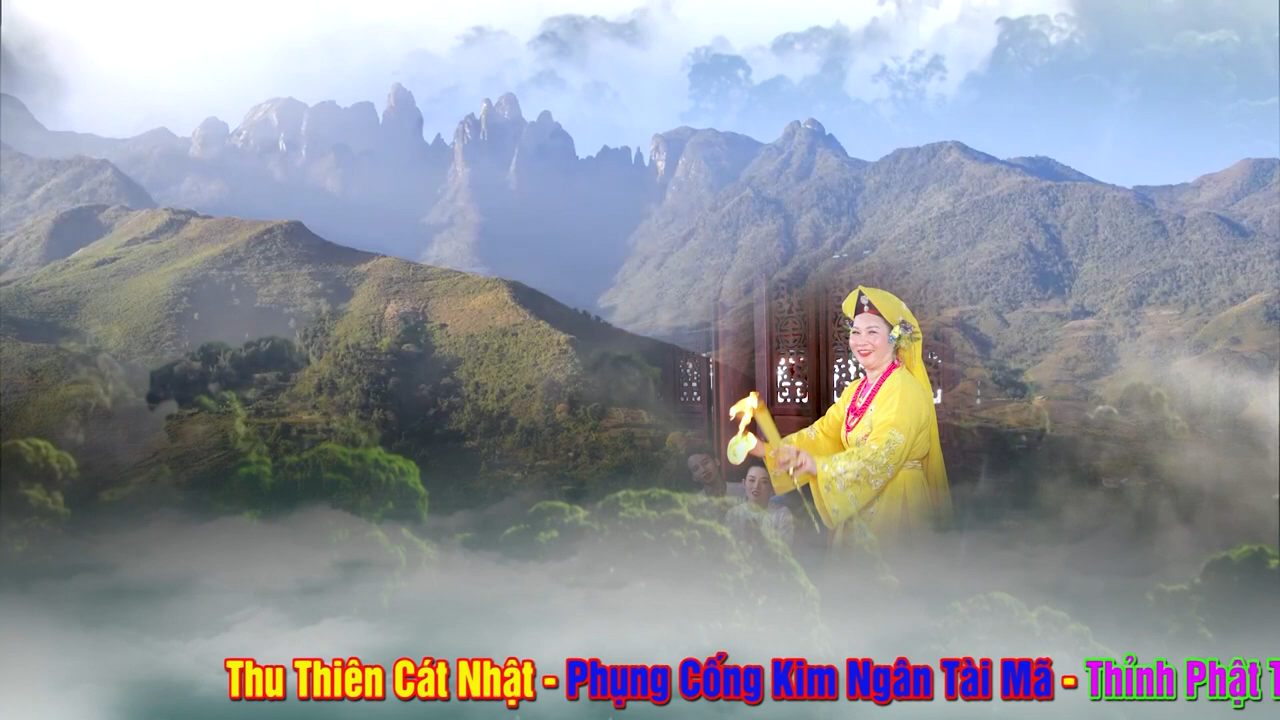 Thu Thiên Cát Nhật - Phụng Cống Kim Ngân Tài Mã - Thỉnh Phật